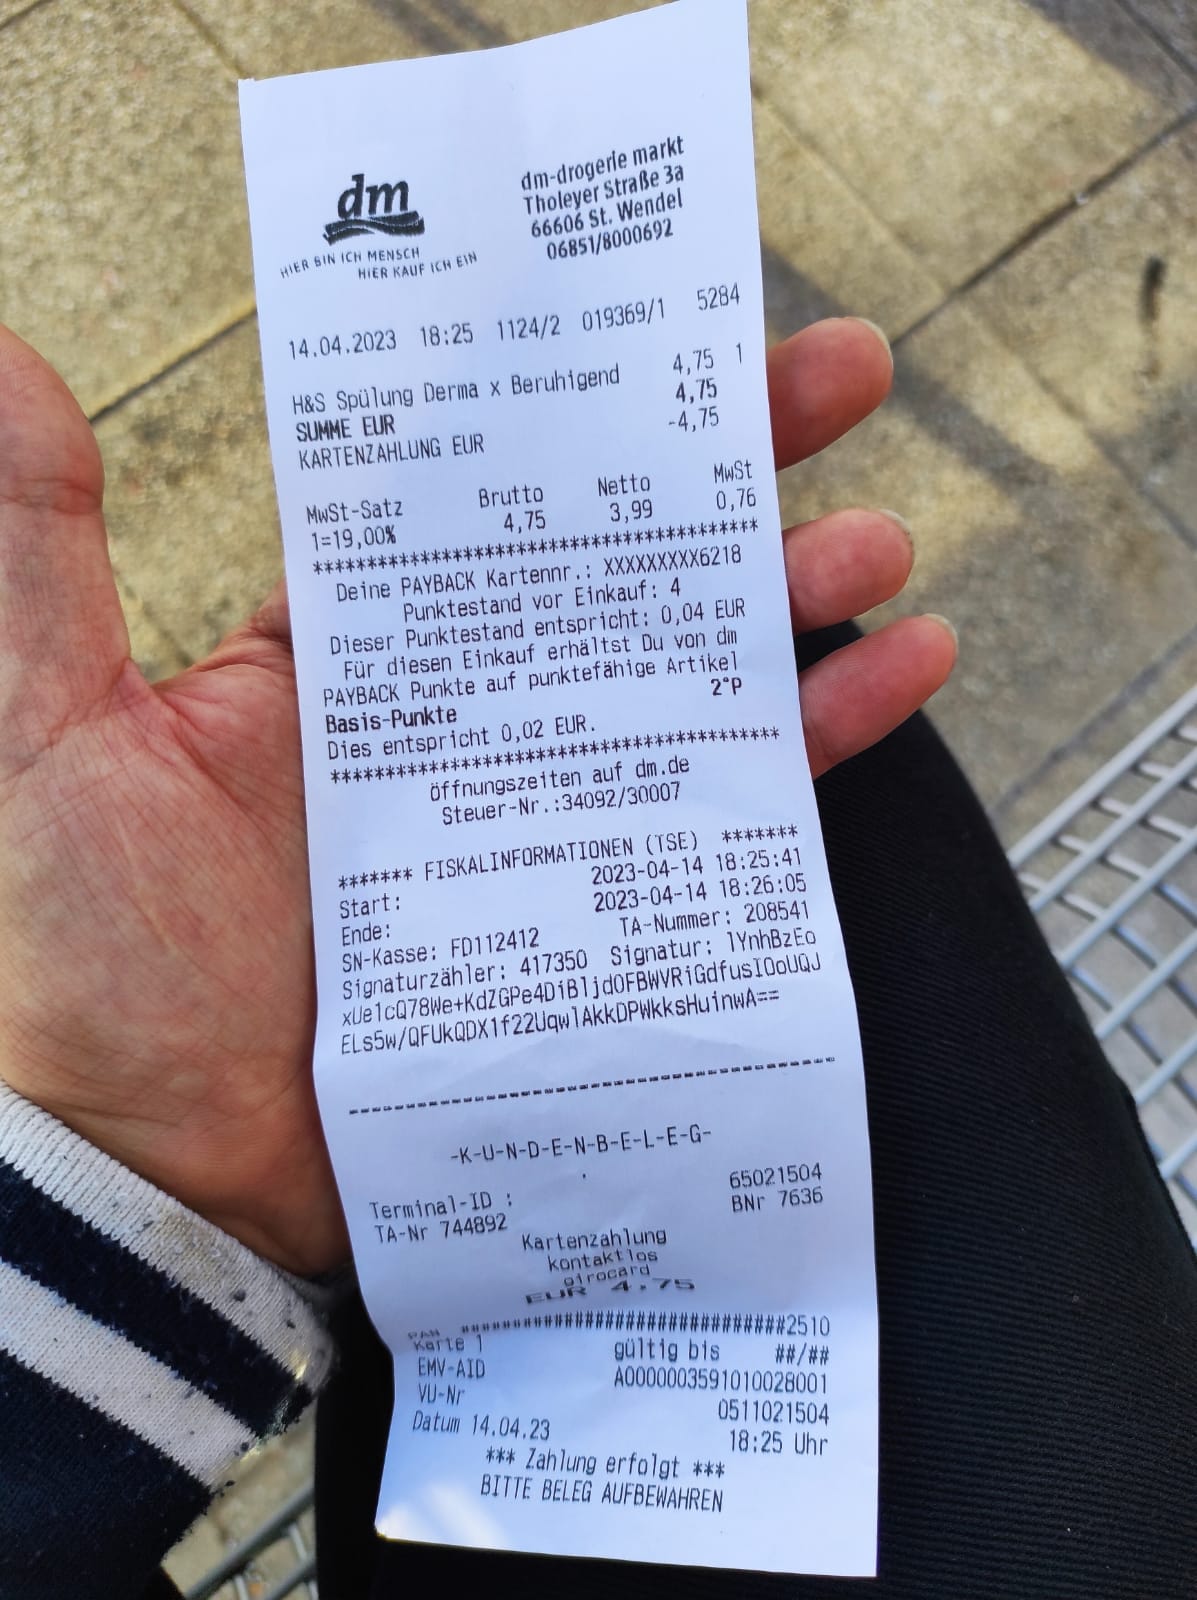 dm
HIER BIN ICH MENSCH
HIER KAUF ICH EIN
dm-drogerie markt
Tholeyer Straße 3a
66606 St. Wendel
06851/8000692
14.04.2023 18:25 1124/2 019369/1 5284
H&S Spülung Derma x Beruhigend 4,75 1
SUMME EUR 4,75
KARTENZAHLUNG EUR -4,75
MwSt-Satz Brutto Netto MwSt
1=19,00% 4,75 3,99 0,76
******************************************
Deine PAYBACK Kartennr.: XXXXXXXXX6218
Punktestand vor Einkauf: 4
Dieser Punktestand entspricht: 0,04 EUR
Für diesen Einkauf erhältst Du von dm
PAYBACK Punkte auf punktefähige Artikel
Basis-Punkte 2°P
Dies entspricht 0,02 EUR.
******************************************
Öffnungszeiten auf dm.de
Steuer-Nr.:34092/30007
******* FISKALINFORMATIONEN (TSE) *******
Start: 2023-04-14 18:25:41
Ende: 2023-04-14 18:26:05
SN-Kasse: FD112412 TA-Nummer: 208541
Signaturzähler: 417350 Signatur: lYnhBzEo
xUe1cQ78We+KdZGPe4DiBljdOFBWVRiGdfusIOoUQJ
ELs5w/QFUkQDX1f22UqwlAkkDPWkksHuinwA==
-K-U-N-D-E-N-B-E-L-E-G-
Terminal-ID : 65021504
TA-Nr 744892 BNr 7636
Kartenzahlung
kontaktlos
girocard
EUR 4,75
PAN ################################2510
Karte 1 gültig bis ##/##
EMV-AID A0000003591010028001
VU-Nr 0511021504
Datum 14.04.23 18:25 Uhr
*** Zahlung erfolgt ***
BITTE BELEG AUFBEWAHREN